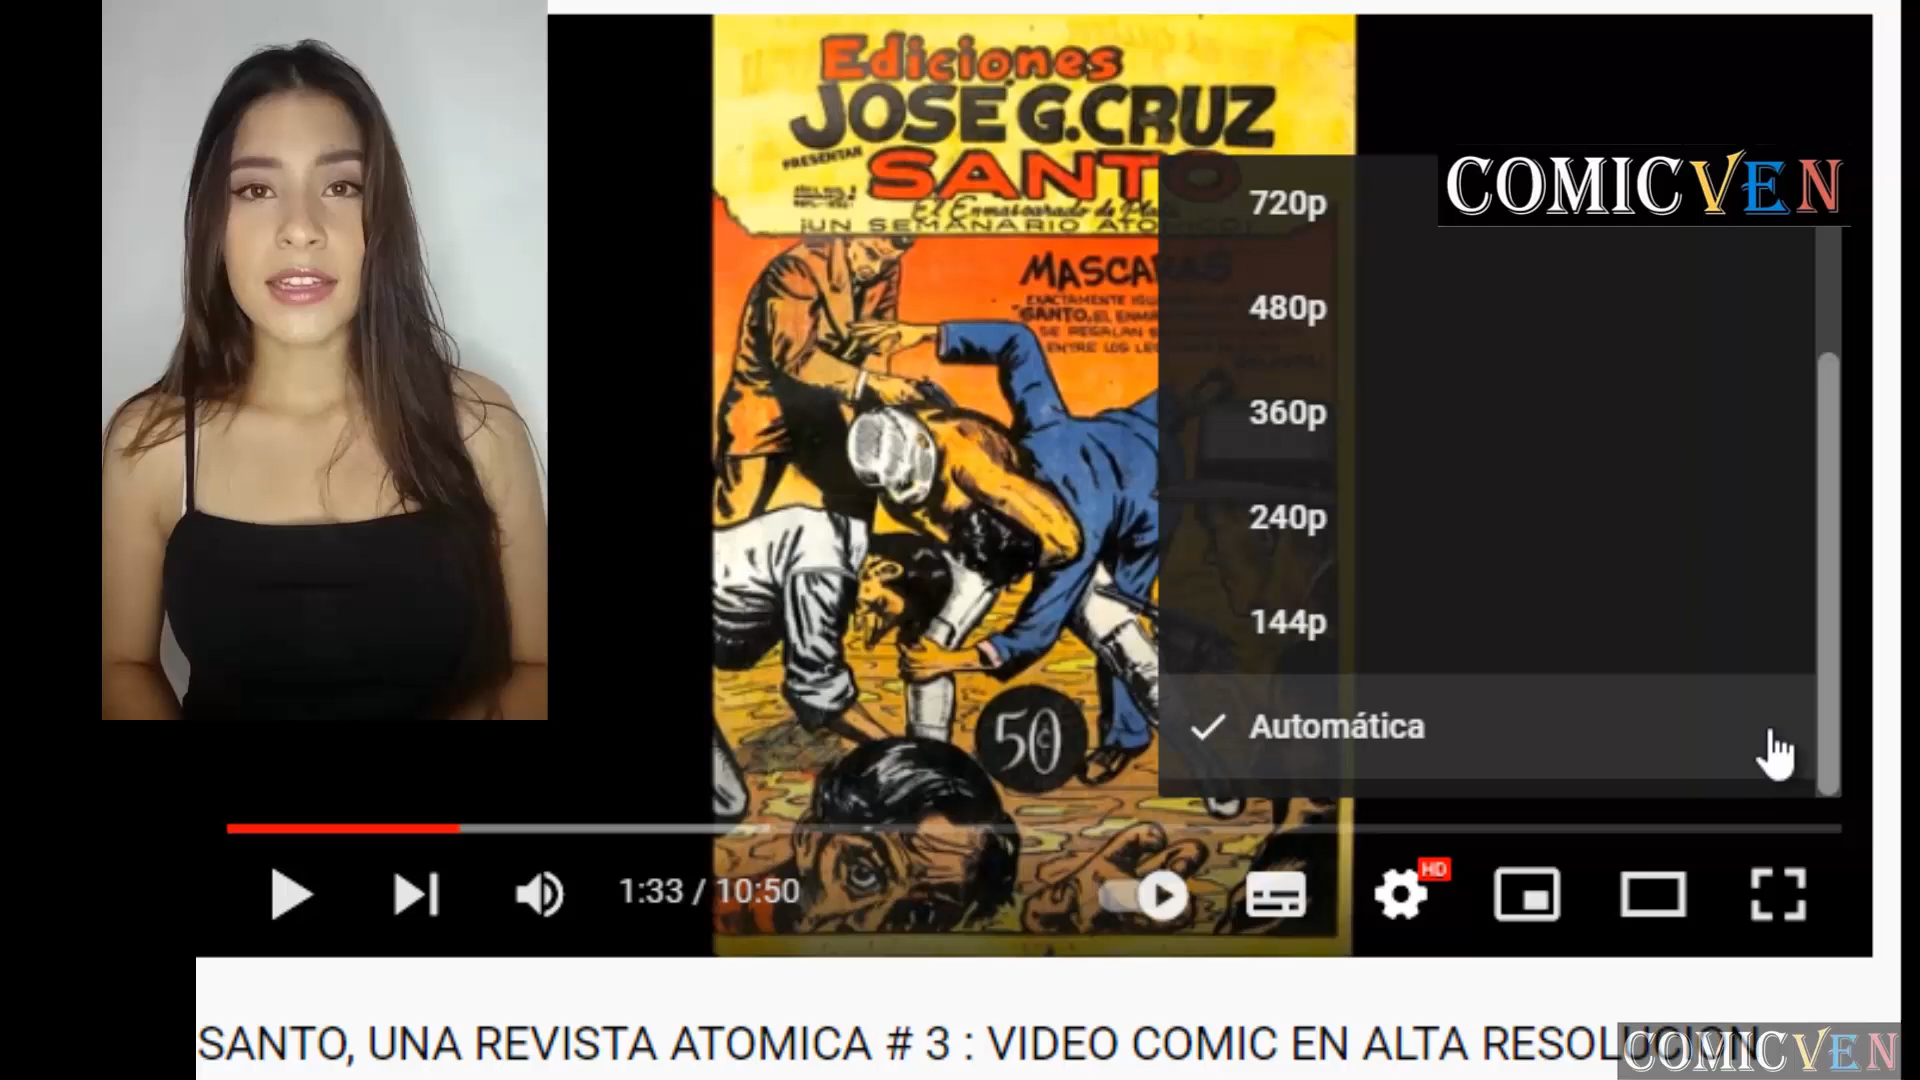 Ediciones
JOSE G. CRUZ
PRESENTAN
SANTO
El Enmascarado de Plata
¡UN SEMANARIO ATOMICO!
MASCARAS
EXACTAMENTE
"SANTO, EL
SE REGALAN
ENTRE LOS
50¢
COMICVEN
720p
480p
360p
240p
144p
Automática
1:33 / 10:50
HD
SANTO, UNA REVISTA ATOMICA # 3 : VIDEO COMIC EN ALTA RESOLUCION
COMICVEN